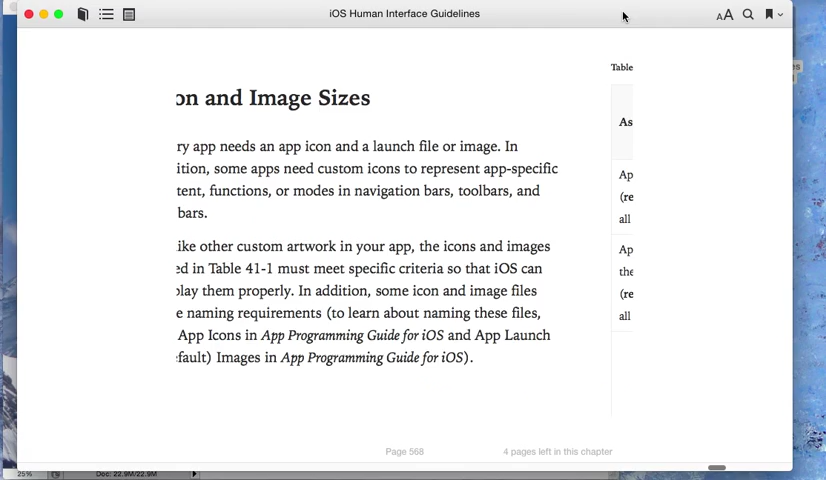 iOS Human Interface Guidelines
AA
Table
on and Image Sizes
As
ry app needs an app icon and a launch file or image. In
ition, some apps need custom icons to represent app-specific
tent, functions, or modes in navigation bars, toolbars, and
bars.
Ap
(re
all
ike other custom artwork in your app, the icons and images
ed in Table 41-1 must meet specific criteria so that iOS can
play them properly. In addition, some icon and image files
e naming requirements (to learn about naming these files,
App Icons in App Programming Guide for iOS and App Launch
fault) Images in App Programming Guide for iOS).
Ap
the
(re
all
Page 568
4 pages left in this chapter
25%
Doc: 22.9M/22.9M